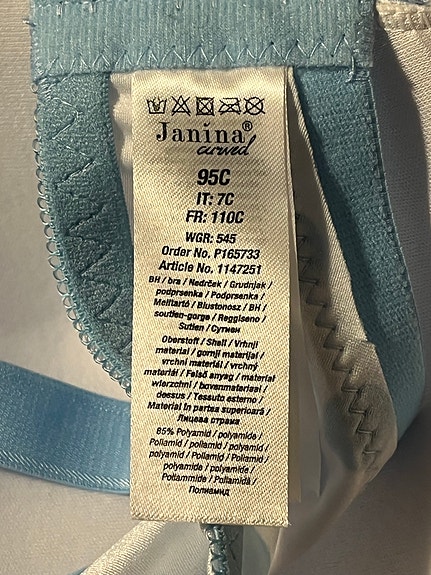 Janina®
curved
95C
IT: 7C
FR: 110C
WGR: 545
Order No. P165733
Article No. 1147251
BH / bra / Nedrček / Grudnjak /
podprsenka / Podprsenka /
Melltartó / Biustonosz / BH /
soutien-gorge / Reggiseno /
Sutien / Сутиен
Oberstoff / Shell / Vrhnji
material / gornji materijal /
vrchní materiál / vrchný
materiál / Felső anyag / materiał
wierzchni / bovenmateriaal /
dessus / Tessuto esterno /
Material în partea superioară /
Лицева страна
85% Polyamid / polyamide /
Poliamid / poliamid / polyamid /
polyamid / Poliamid / Poliamid /
polyamide / polyamide /
Poliammide / Poliamidă /
Полиамид